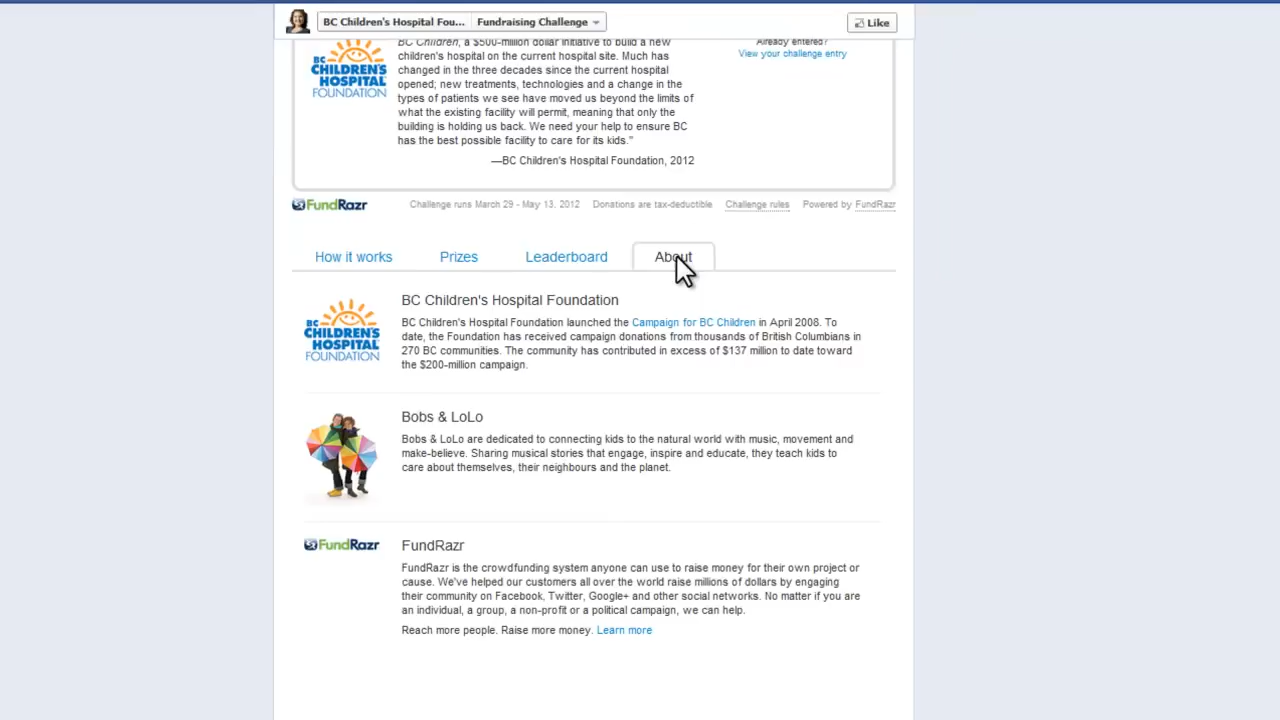 BC Children's Hospital Fou... Fundraising Challenge
Like
BC Children, a $500-million dollar initiative to build a new
children's hospital on the current hospital site. Much has
changed in the three decades since the current hospital
opened; new treatments, technologies and a change in the
types of patients we see have moved us beyond the limits of
what the existing facility will permit, meaning that only the
building is holding us back. We need your help to ensure BC
has the best possible facility to care for its kids."
—BC Children's Hospital Foundation, 2012
BC
CHILDREN'S
HOSPITAL
FOUNDATION
Already entered?
View your challenge entry
FundRazr
Challenge runs March 29 - May 13, 2012 Donations are tax-deductible Challenge rules Powered by FundRazr
How it works Prizes Leaderboard About
BC
CHILDREN'S
HOSPITAL
FOUNDATION
BC Children's Hospital Foundation
BC Children's Hospital Foundation launched the Campaign for BC Children in April 2008. To
date, the Foundation has received campaign donations from thousands of British Columbians in
270 BC communities. The community has contributed in excess of $137 million to date toward
the $200-million campaign.
Bobs & LoLo
Bobs & LoLo are dedicated to connecting kids to the natural world with music, movement and
make-believe. Sharing musical stories that engage, inspire and educate, they teach kids to
care about themselves, their neighbours and the planet.
FundRazr
FundRazr
FundRazr is the crowdfunding system anyone can use to raise money for their own project or
cause. We've helped our customers all over the world raise millions of dollars by engaging
their community on Facebook, Twitter, Google+ and other social networks. No matter if you are
an individual, a group, a non-profit or a political campaign, we can help.
Reach more people. Raise more money. Learn more